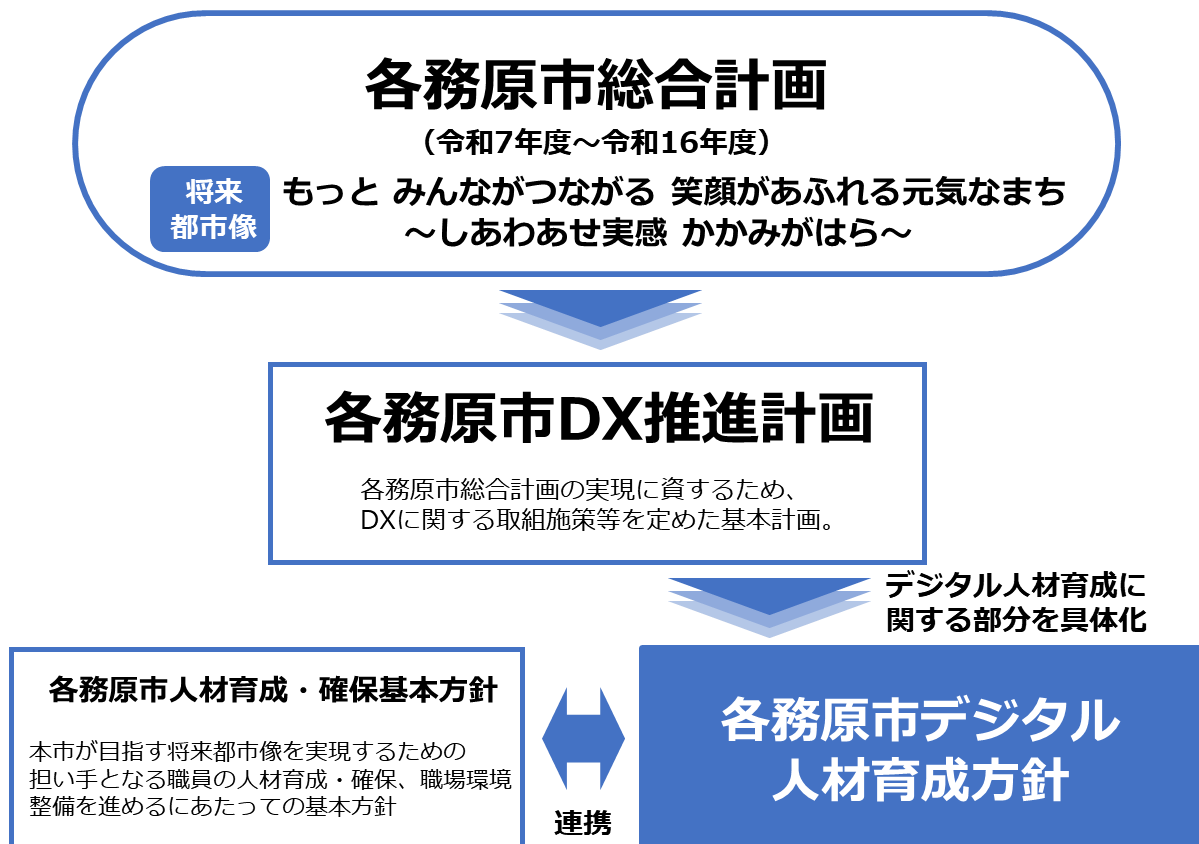 各務原市総合計画
（令和7年度～令和16年度）
将来
都市像
もっと みんながつながる 笑顔があふれる元気なまち
～しあわあせ実感 かかみがはら～
各務原市DX推進計画
各務原市総合計画の実現に資するため、
DXに関する取組施策等を定めた基本計画。
デジタル人材育成に
関する部分を具体化
各務原市人材育成・確保基本方針
本市が目指す将来都市像を実現するための
担い手となる職員の人材育成・確保、職場環境
整備を進めるにあたっての基本方針
連携
各務原市デジタル
人材育成方針